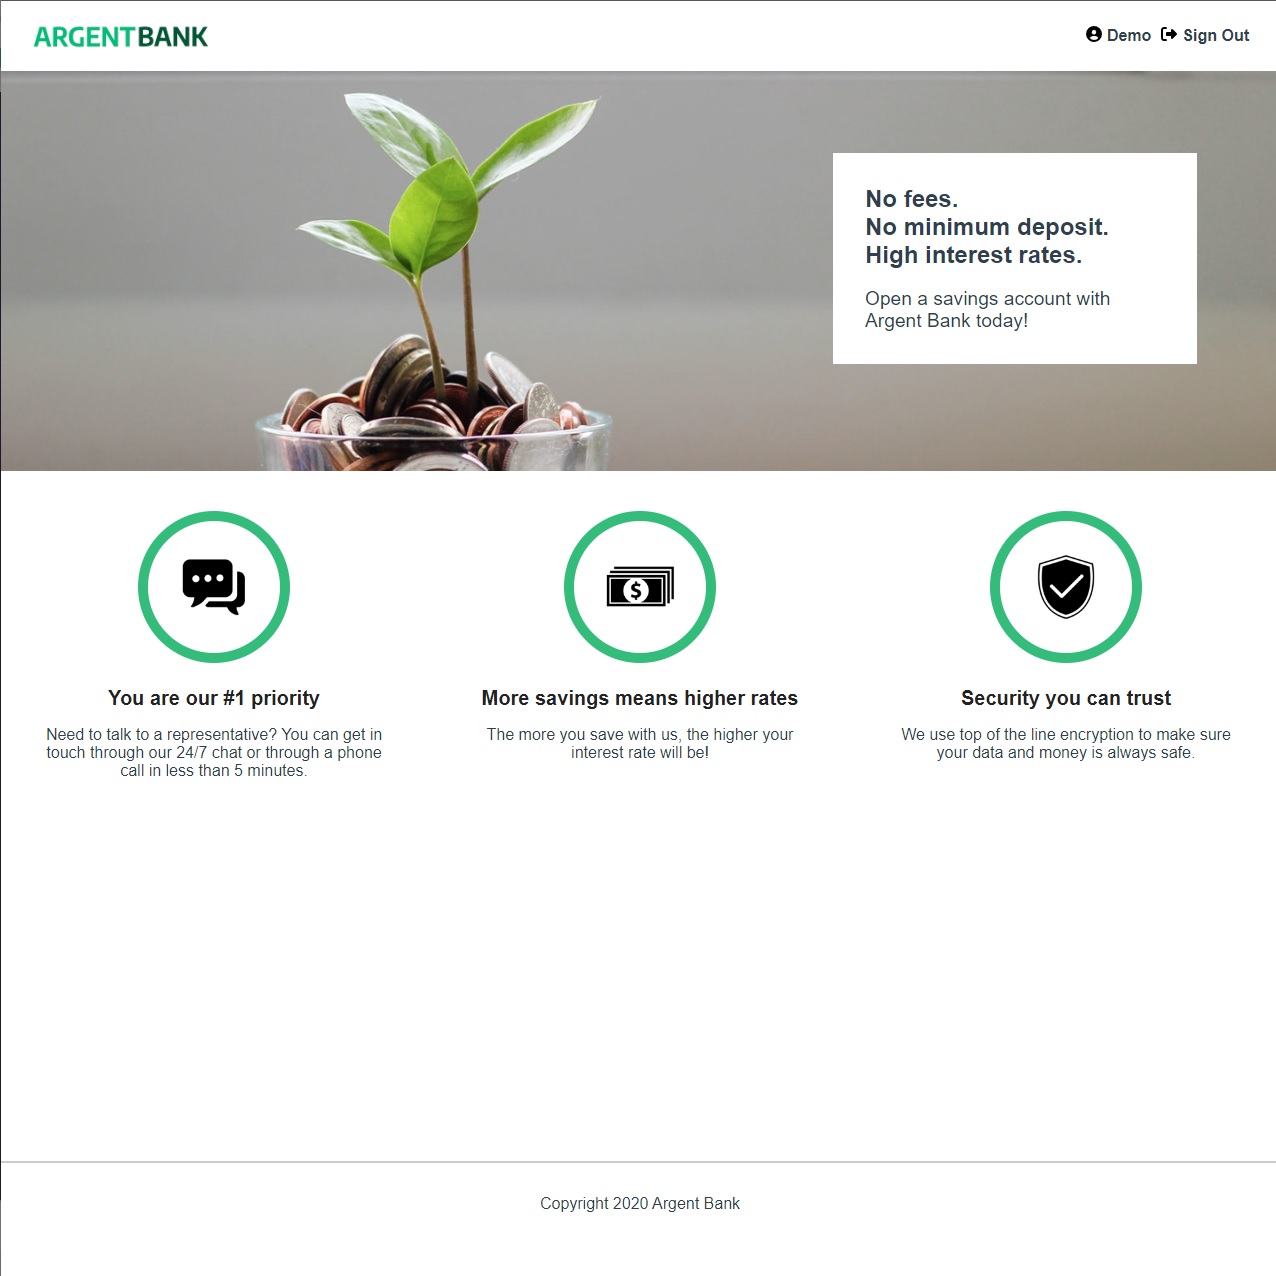 ARGENTBANK
Demo Sign Out
No fees.
No minimum deposit.
High interest rates.
Open a savings account with
Argent Bank today!
$
You are our #1 priority
Need to talk to a representative? You can get in
touch through our 24/7 chat or through a phone
call in less than 5 minutes.
More savings means higher rates
The more you save with us, the higher your
interest rate will be!
Security you can trust
We use top of the line encryption to make sure
your data and money is always safe.
Copyright 2020 Argent Bank